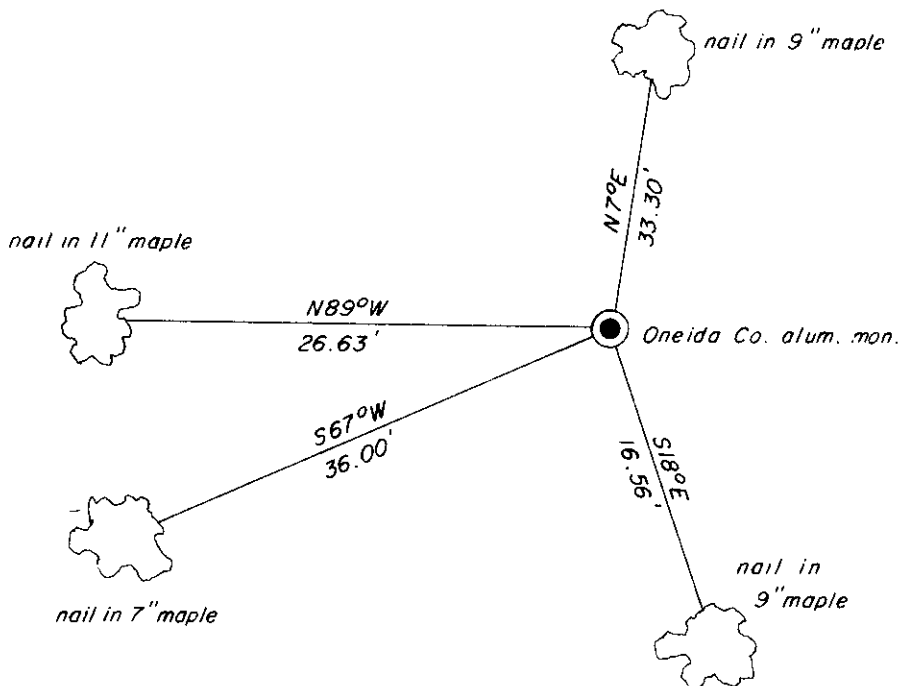 nail in 9" maple
N7°E
33.30'
nail in 11" maple
N89°W
26.63'
Oneida Co. alum. mon.
S67°W
36.00'
S18°E
16.56'
nail in
9" maple
nail in 7" maple